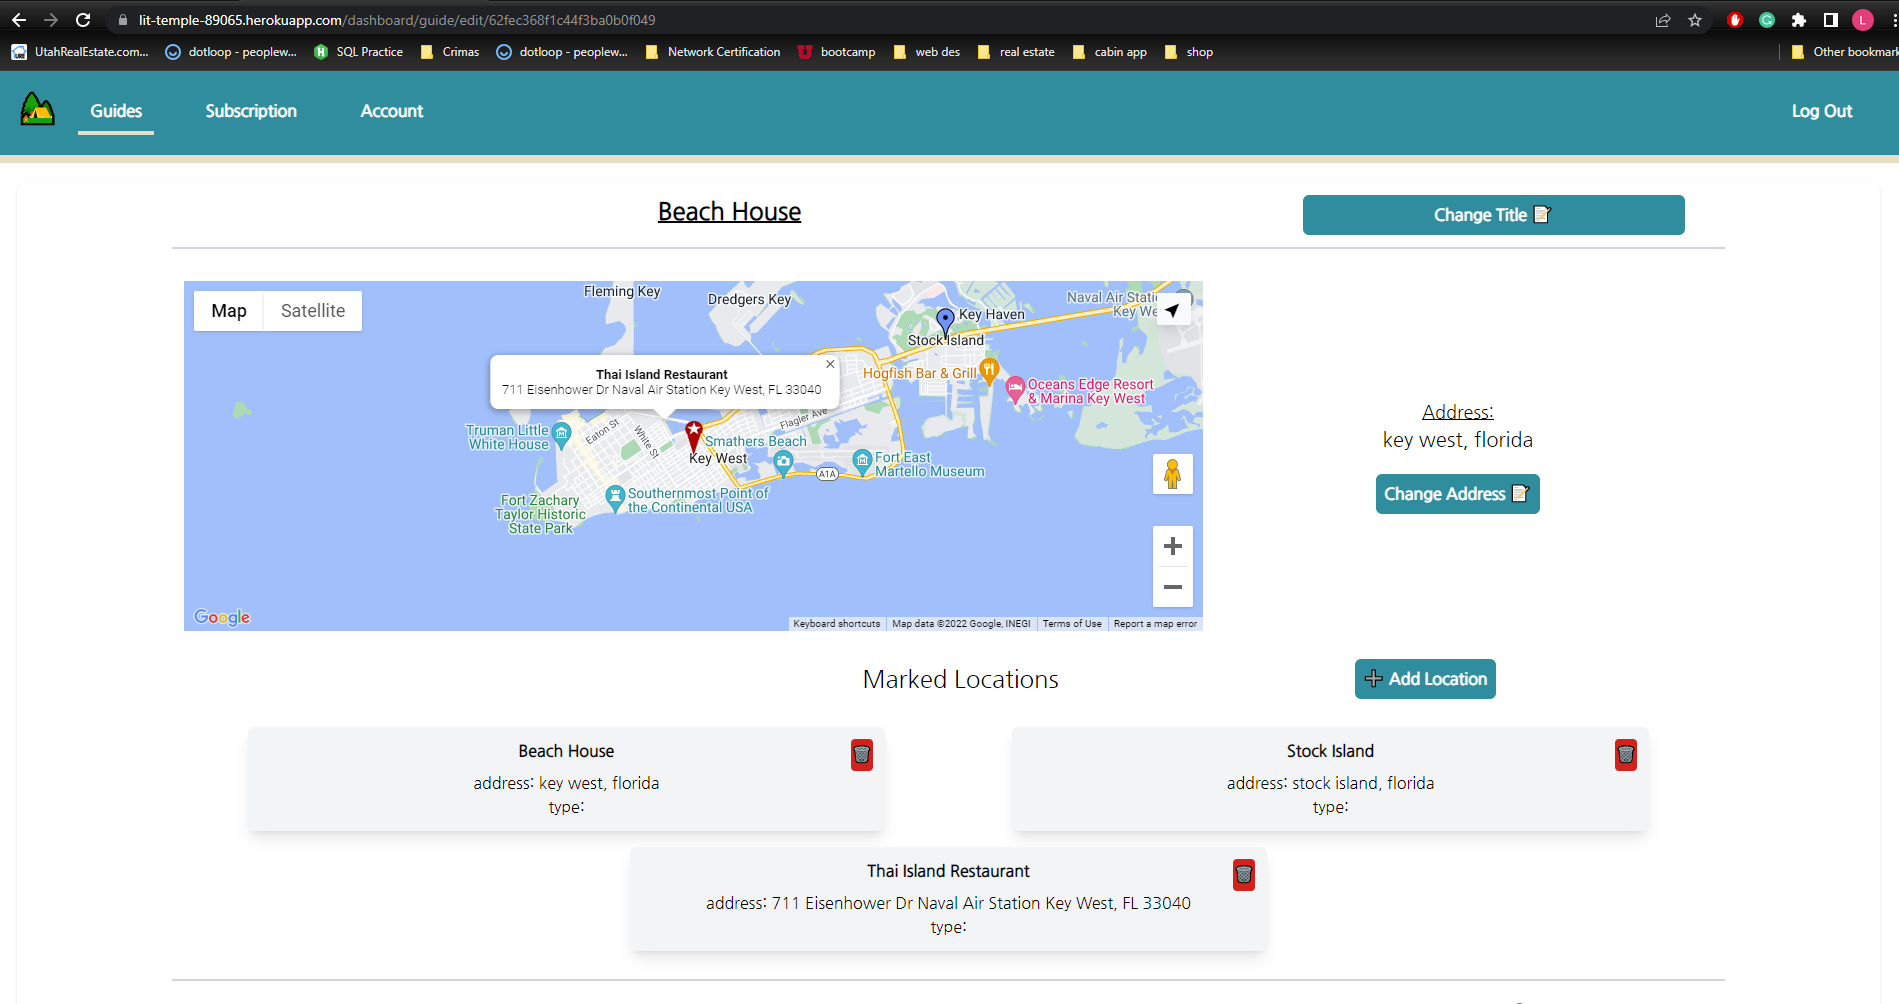 lit-temple-89065.herokuapp.com/dashboard/guide/edit/62fec368f1c44f3ba0b0f049
L
UtahRealEstate.com... dotloop - peoplew... SQL Practice Crimas dotloop - peoplew... Network Certification bootcamp web des real estate cabin app shop Other bookmark
Guides Subscription Account Log Out
Beach House
Change Title
Map Satellite
Fleming Key
Dredgers Key
Naval Air Stati
Key We
Key Haven
Stock Island
Thai Island Restaurant
711 Eisenhower Dr Naval Air Station Key West, FL 33040
Hogfish Bar & Grill
Oceans Edge Resort
& Marina Key West
Truman Little
White House
Eaton St
White St
Flagler Ave
Smathers Beach
Key West
A1A
Fort East
Martello Museum
Southernmost Point of
the Continental USA
Fort Zachary
Taylor Historic
State Park
Google
Keyboard shortcuts Map data ©2022 Google, INEGI Terms of Use Report a map error
Address:
key west, florida
Change Address
Marked Locations
Add Location
Beach House
address: key west, florida
type:
Stock Island
address: stock island, florida
type:
Thai Island Restaurant
address: 711 Eisenhower Dr Naval Air Station Key West, FL 33040
type: